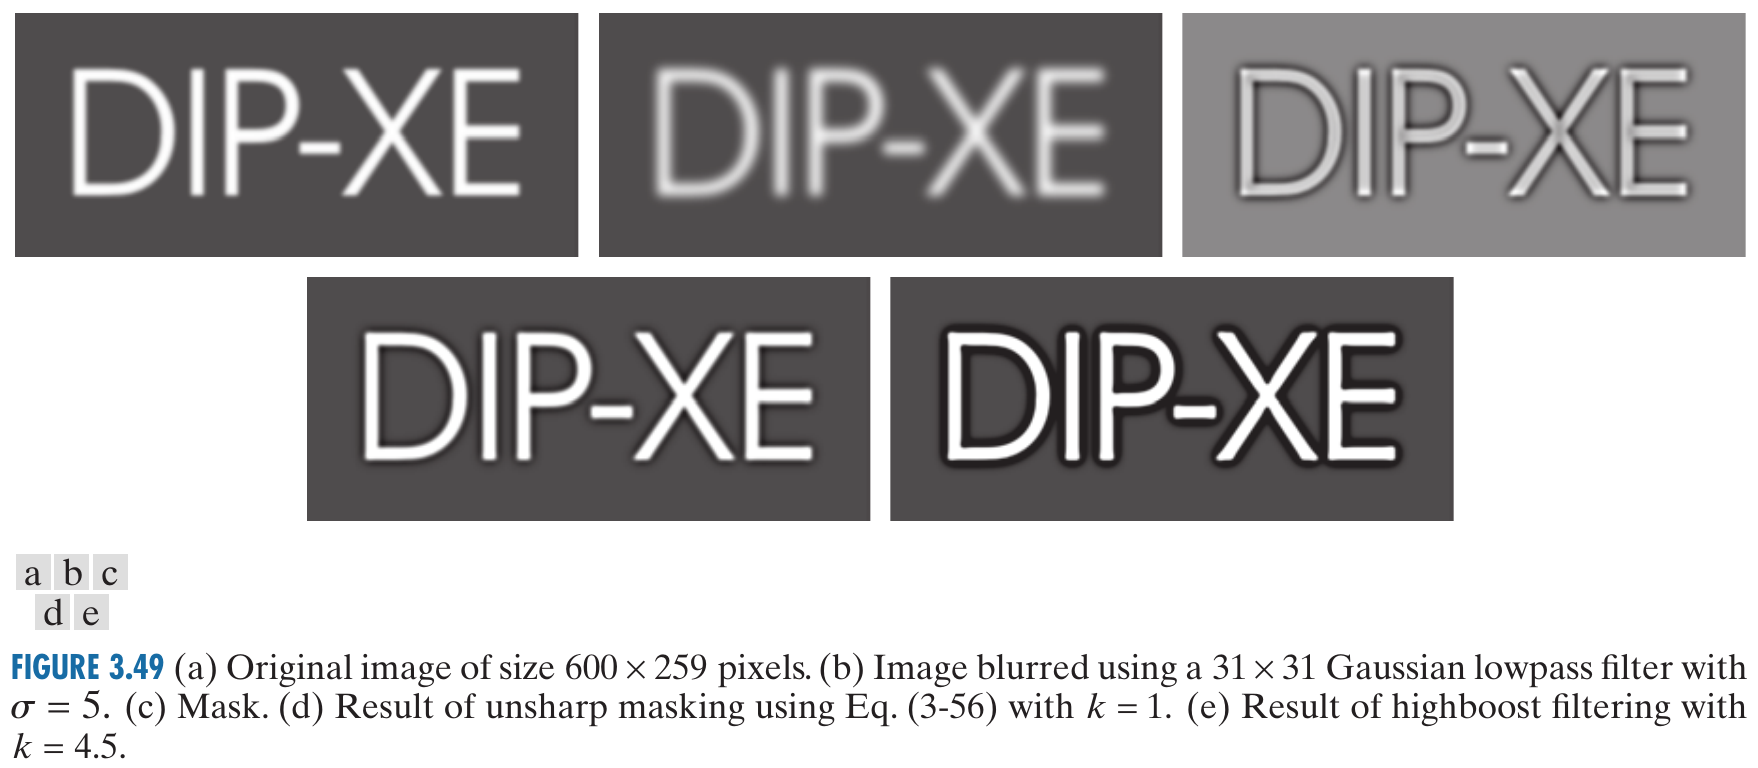 DIP-XE
DIP-XE
DIP-XE
DIP-XE
DIP-XE
a b c
d e
FIGURE 3.49 (a) Original image of size 600 × 259 pixels. (b) Image blurred using a 31 × 31 Gaussian lowpass filter with
σ = 5. (c) Mask. (d) Result of unsharp masking using Eq. (3-56) with k = 1. (e) Result of highboost filtering with
k = 4.5.